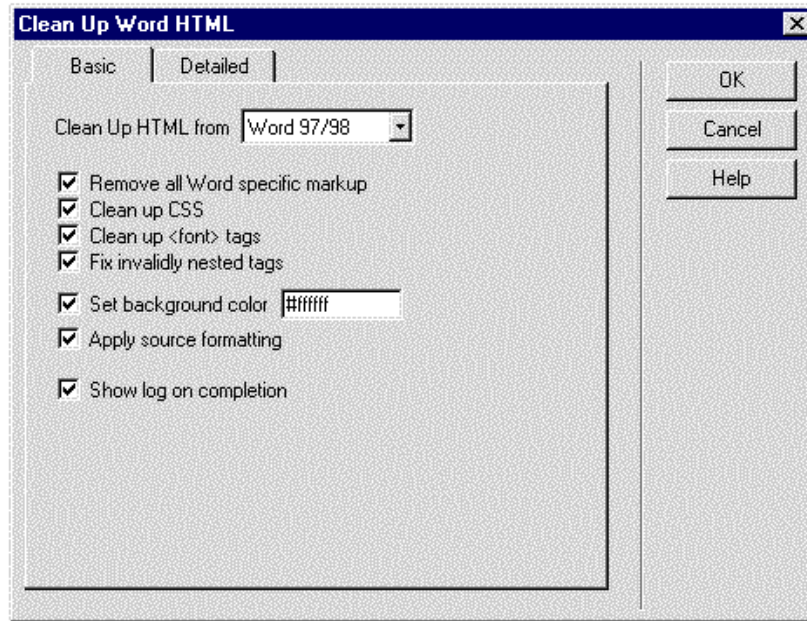 Clean Up Word HTML
Basic Detailed
OK
Clean Up HTML from Word 97/98
Cancel
Help
Remove all Word specific markup
Clean up CSS
Clean up <font> tags
Fix invalidly nested tags
Set background color #ffffff
Apply source formatting
Show log on completion